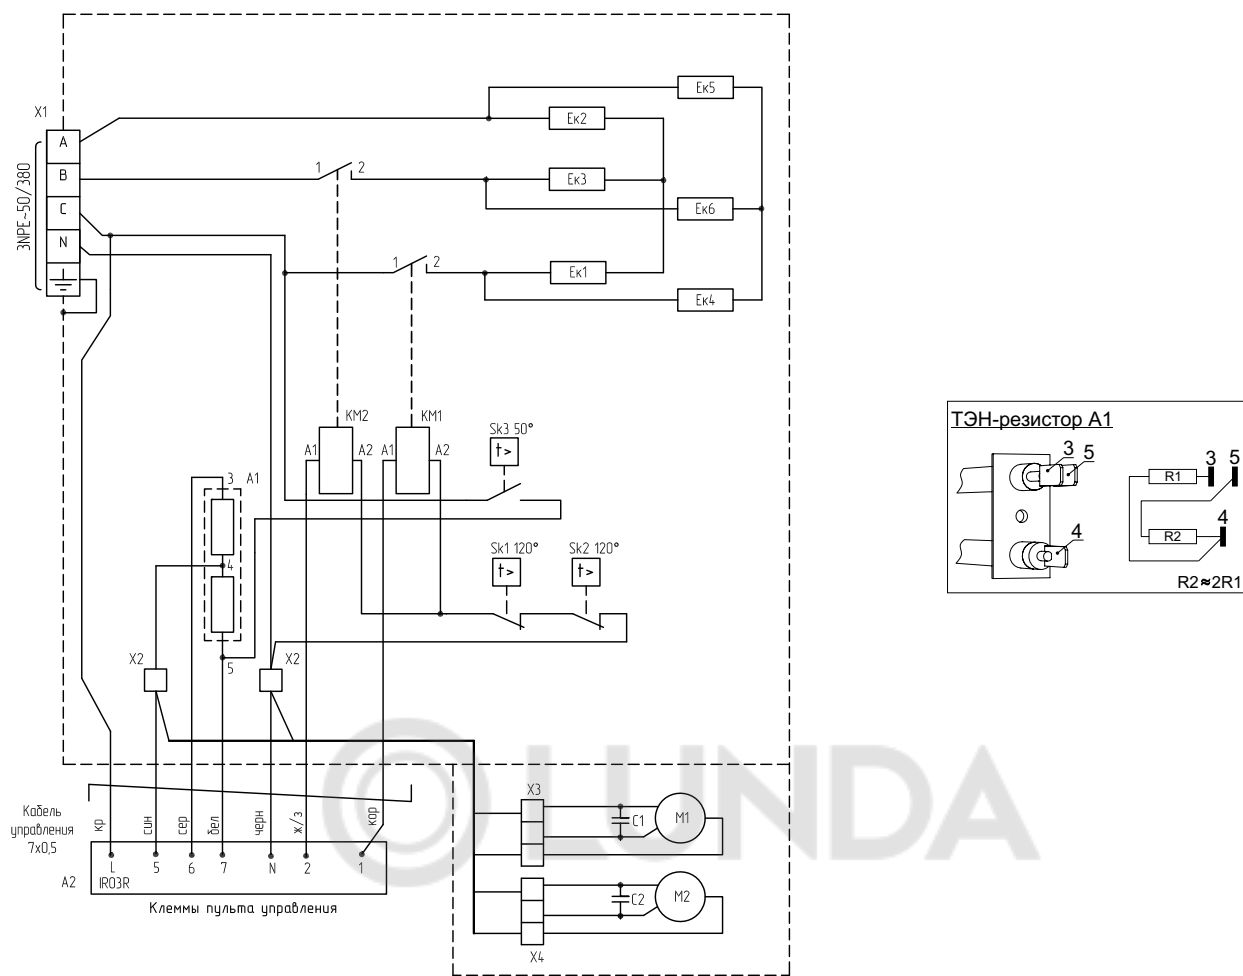 X1
3NPE~50/380
A
B
C
N
1
2
Ек5
Ек2
Ек3
Ек6
1
2
Ек1
Ек4
KM2
KM1
A1
A2
A1
A2
Sk3 50°
t>
3
A1
4
5
Sk1 120°
t>
Sk2 120°
t>
X2
X2
Кабель
управления
7х0,5
кр
син
сер
бел
черн
ж/з
кор
A2
L
5
6
7
N
2
1
IR03R
Клеммы пульта управления
X3
C1
M1
C2
M2
X4
ТЭН-резистор А1
3
5
4
R1
3
5
R2
4
R2≈2R1
LUNDA